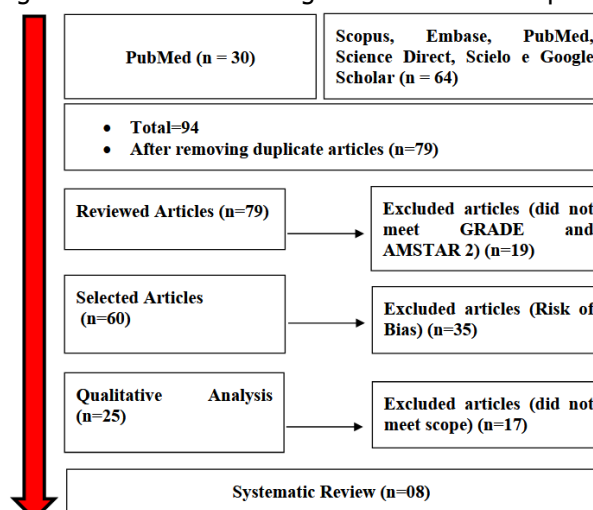 PubMed (n = 30)
Scopus, Embase, PubMed,
Science Direct, Scielo e Google
Scholar (n = 64)
• Total=94
• After removing duplicate articles (n=79)
Reviewed Articles (n=79)
Excluded articles (did not
meet GRADE and
AMSTAR 2) (n=19)
Selected Articles
(n=60)
Excluded articles (Risk of
Bias) (n=35)
Qualitative Analysis
(n=25)
Excluded articles (did not
meet scope) (n=17)
Systematic Review (n=08)